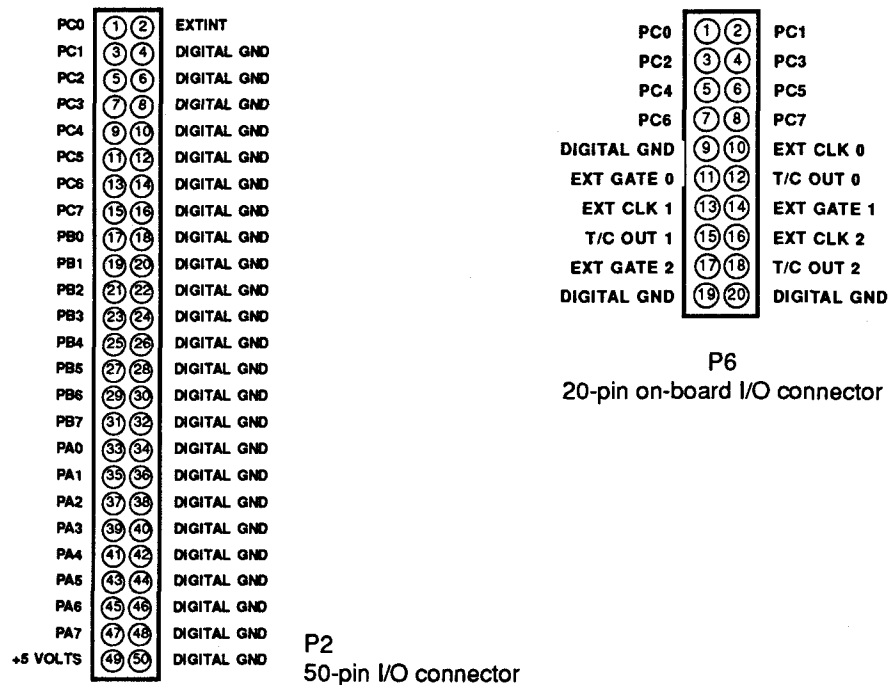 PC0 1 2 EXTINT
PC1 3 4 DIGITAL GND
PC2 5 6 DIGITAL GND
PC3 7 8 DIGITAL GND
PC4 9 10 DIGITAL GND
PC5 11 12 DIGITAL GND
PC6 13 14 DIGITAL GND
PC7 15 16 DIGITAL GND
PB0 17 18 DIGITAL GND
PB1 19 20 DIGITAL GND
PB2 21 22 DIGITAL GND
PB3 23 24 DIGITAL GND
PB4 25 26 DIGITAL GND
PB5 27 28 DIGITAL GND
PB6 29 30 DIGITAL GND
PB7 31 32 DIGITAL GND
PA0 33 34 DIGITAL GND
PA1 35 36 DIGITAL GND
PA2 37 38 DIGITAL GND
PA3 39 40 DIGITAL GND
PA4 41 42 DIGITAL GND
PA5 43 44 DIGITAL GND
PA6 45 46 DIGITAL GND
PA7 47 48 DIGITAL GND
+5 VOLTS 49 50 DIGITAL GND
P2
50-pin I/O connector
PC0 1 2 PC1
PC2 3 4 PC3
PC4 5 6 PC5
PC6 7 8 PC7
DIGITAL GND 9 10 EXT CLK 0
EXT GATE 0 11 12 T/C OUT 0
EXT CLK 1 13 14 EXT GATE 1
T/C OUT 1 15 16 EXT CLK 2
EXT GATE 2 17 18 T/C OUT 2
DIGITAL GND 19 20 DIGITAL GND
P6
20-pin on-board I/O connector